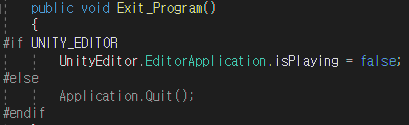 public void Exit_Program()
{
#if UNITY_EDITOR
UnityEditor.EditorApplication.isPlaying = false;
#else
Application.Quit();
#endif